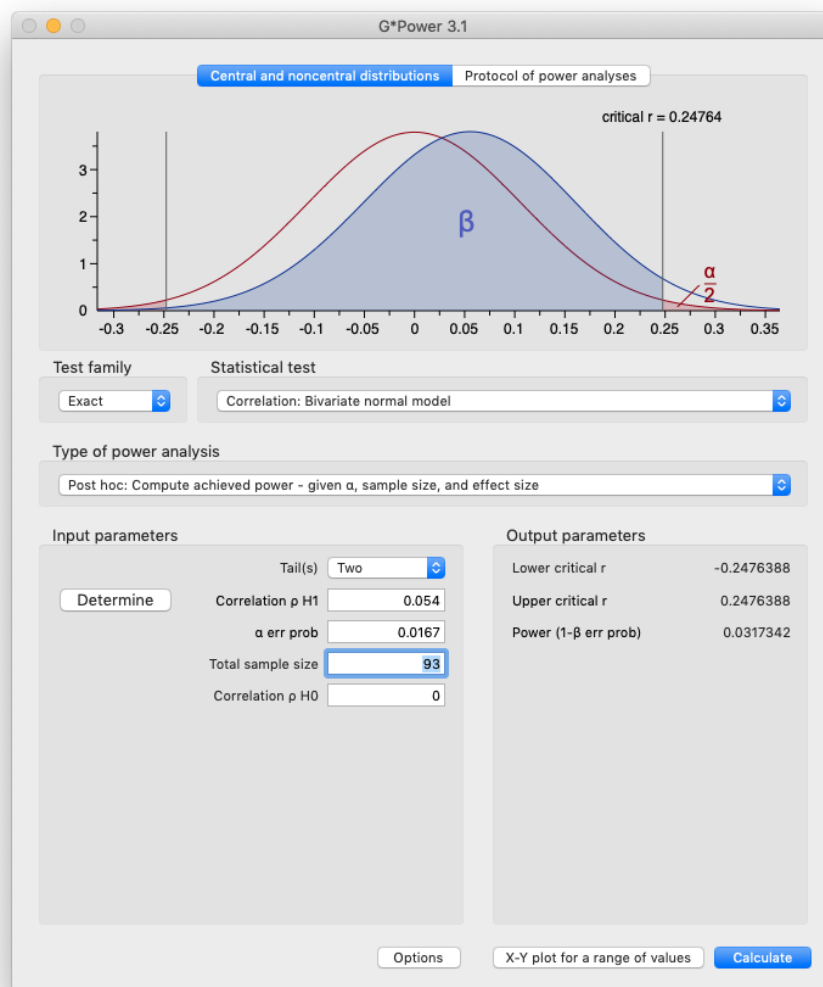 G*Power 3.1
Central and noncentral distributions Protocol of power analyses
critical r = 0.24764
3
2
1
0
β
α
2
-0.3 -0.25 -0.2 -0.15 -0.1 -0.05 0 0.05 0.1 0.15 0.2 0.25 0.3 0.35
Test family Statistical test
Exact Correlation: Bivariate normal model
Type of power analysis
Post hoc: Compute achieved power - given α, sample size, and effect size
Input parameters Output parameters
Tail(s) Two Lower critical r -0.2476388
Determine Correlation ρ H1 0.054 Upper critical r 0.2476388
α err prob 0.0167 Power (1-β err prob) 0.0317342
Total sample size 93
Correlation ρ H0 0
Options X-Y plot for a range of values Calculate